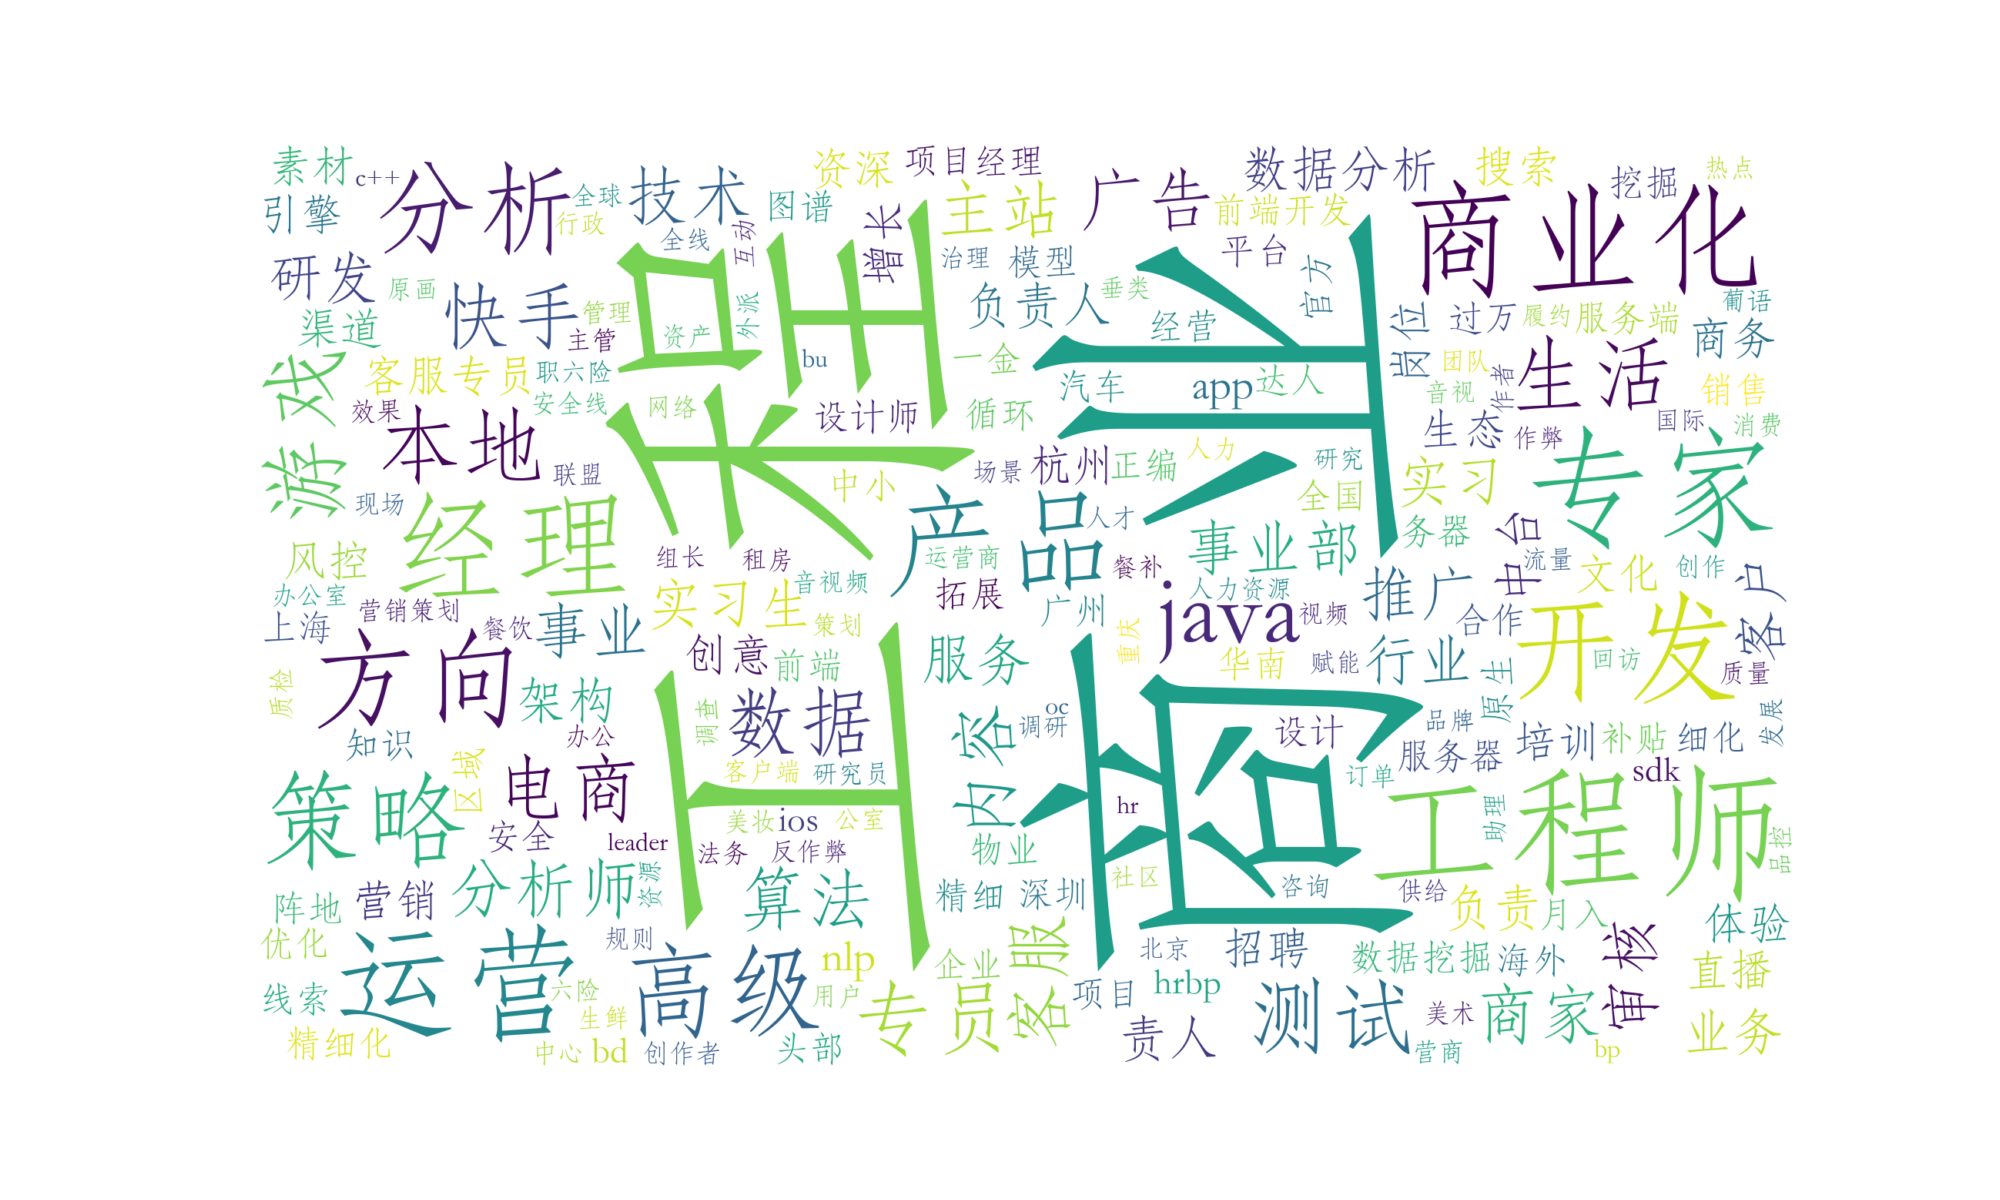 素材
c++
引擎
分析
全球
行政
技术
全线
互动
图谱
资深
增长
项目经理
主站
治理
模型
广告
数据分析
前端开发
平台
官方
搜索
挖掘
热点
商业化
研发
原画
渠道
快手
管理
主管
资产
外派
bu
工程
商业
负责人
垂类
经营
一金
汽车
app
达人
岗位
过万
履约
服务端
葡语
商务
团队
音视
作者
生活
销售
游戏
客服专员
效果
职六险
安全线
网络
设计师
循环
本地
联盟
现场
中小
场景
杭州
正编
人力
研究
全国
生态
作弊
国际
消费
实习
专家
经理
产品
人才
事业部
务器
中台
流量
文化
创作
客户
风控
办公室
组长
租房
音视频
运营商
拓展
广州
餐补
人力资源
java
视频
推广
合作
开发
上海
营销策划
餐饮
事业
实习生
策划
创意
前端
服务
重庆
华南
赋能
行业
原生
回访
质量
方向
质检
架构
知识
办公
数据
调查
内容
oc
调研
设计
品牌
服务器
培训
补贴
细化
发展
区域
电商
客户端
研究员
订单
sdk
策略
安全
leader
美妆
ios
公室
hr
工程师
助理
品控
法务
反作弊
物业
社区
咨询
供给
阵地
营销
分析师
资源
算法
精细
深圳
负责
月入
体验
优化
运营
规则
高级
nlp
企业
客服
北京
招聘
数据挖掘
海外
审核
直播
线索
六险
生鲜
用户
专员
项目
hrbp
测试
美术
商家
业务
精细化
中心
bd
创作者
头部
责人
营商
bp